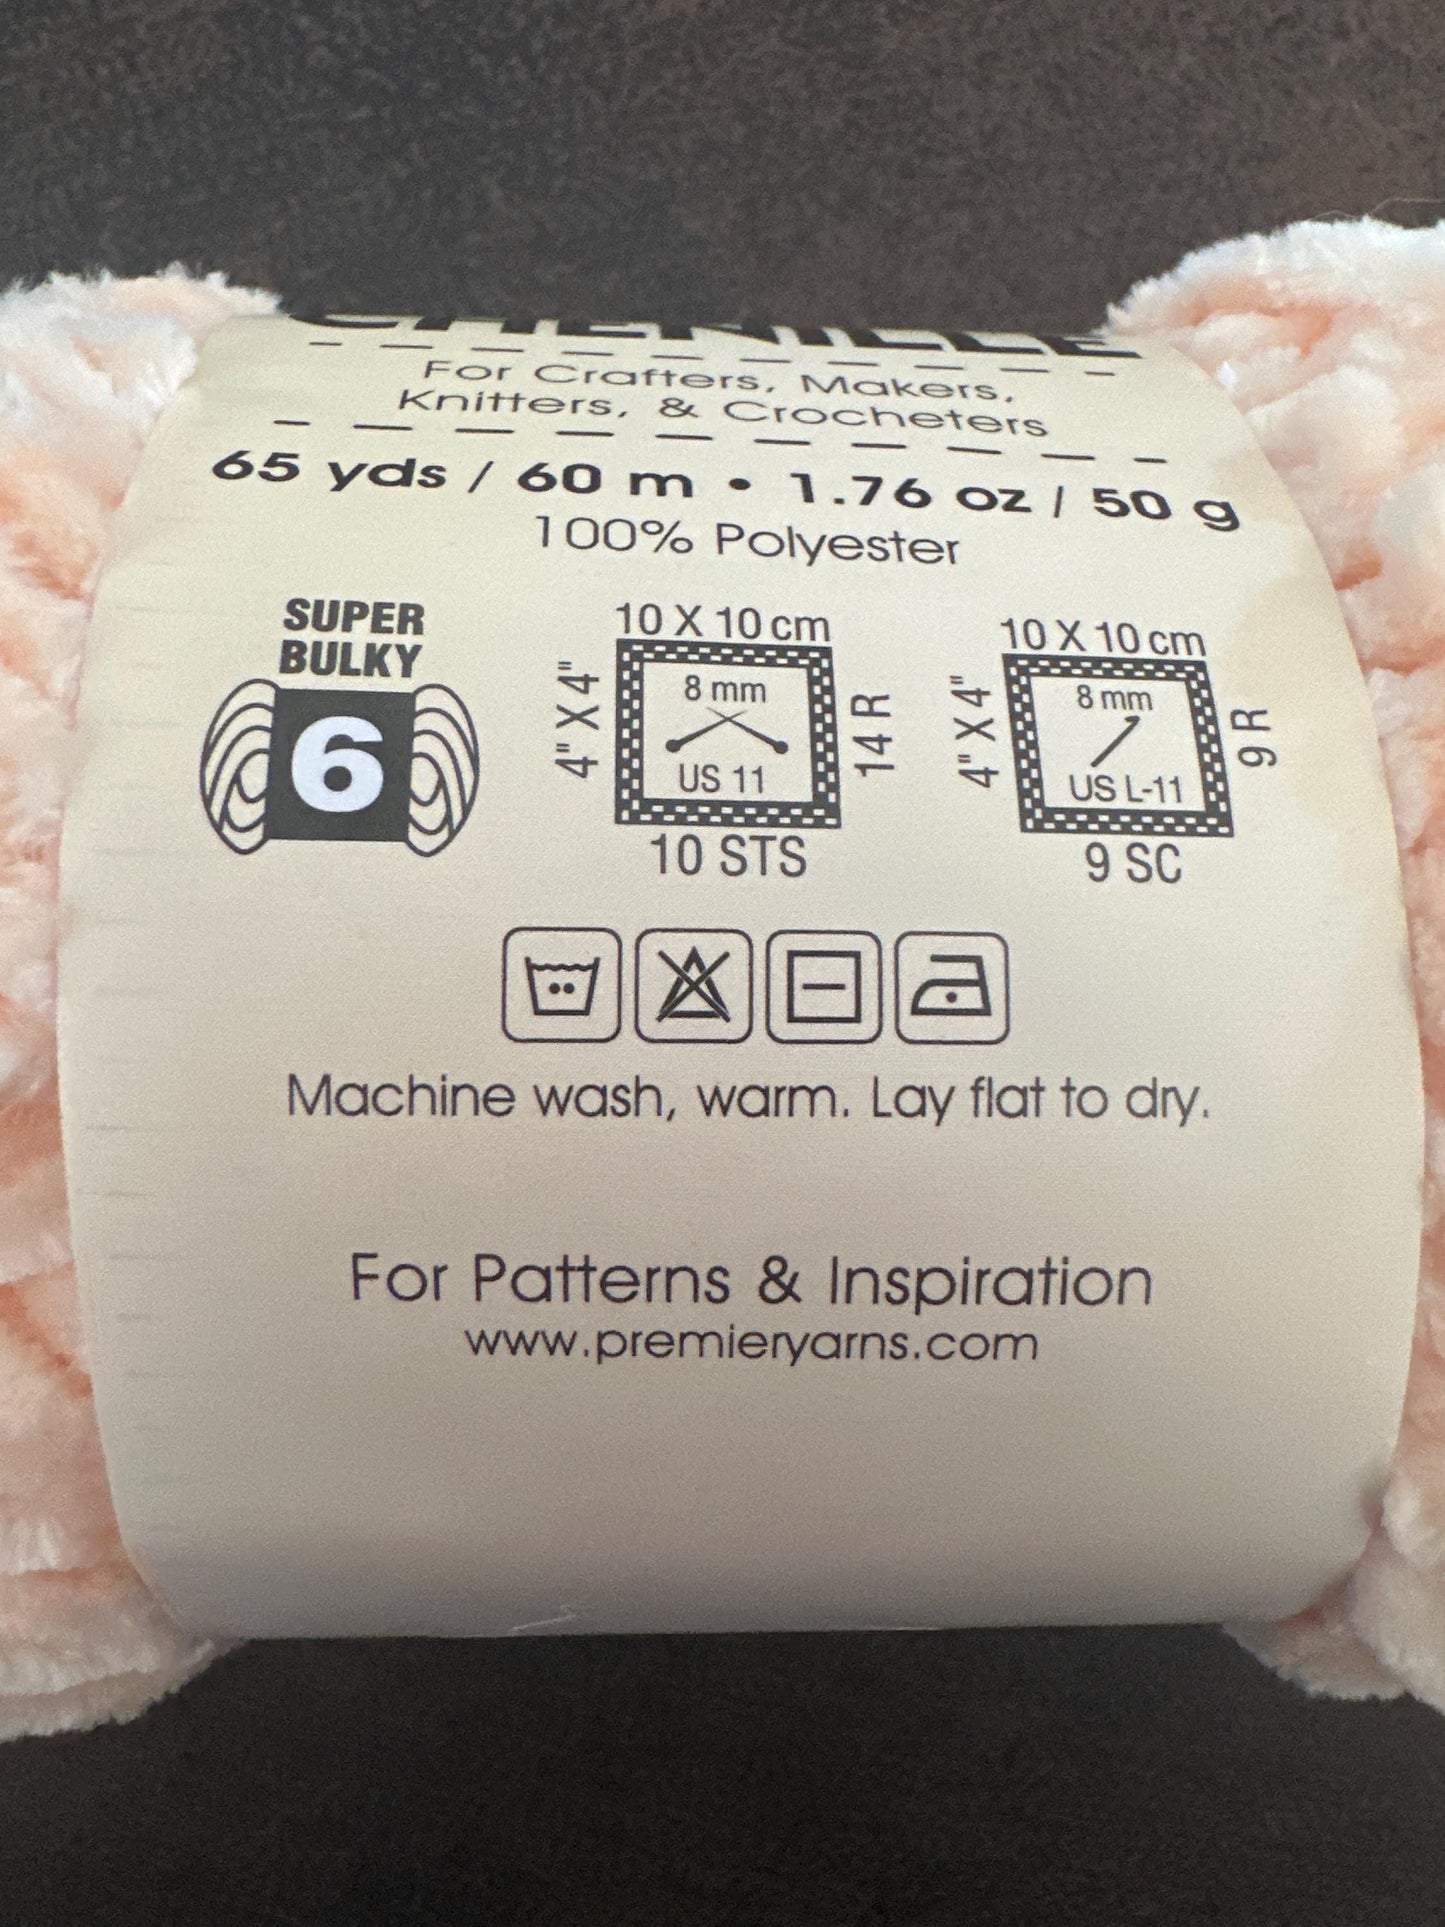 CHENILLE
For Crafters, Makers,
Knitters, & Crocheters
65 yds / 60 m • 1.76 oz / 50 g
100% Polyester
SUPER
BULKY
6
10 X 10 cm
4" X 4"
8 mm
US 11
14 R
10 STS
10 X 10 cm
4" X 4"
8 mm
US L-11
9 R
9 SC
Machine wash, warm. Lay flat to dry.
For Patterns & Inspiration
www.premieryarns.com